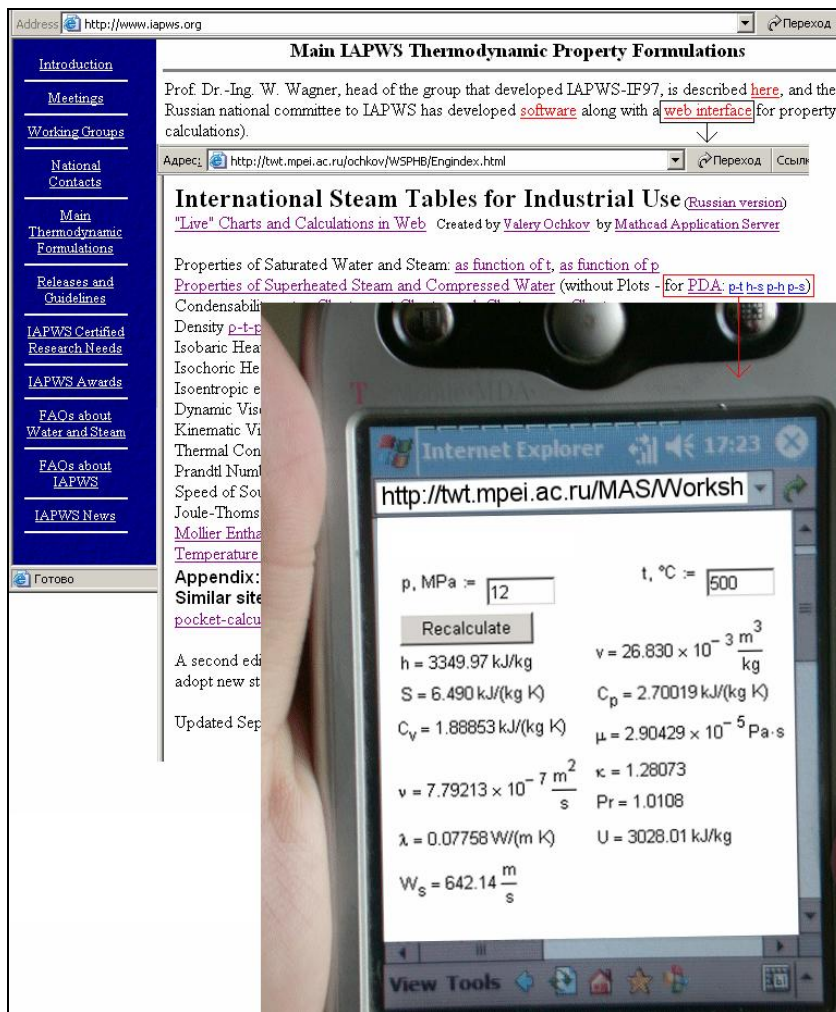 Address http://www.iapws.org Переход
Main IAPWS Thermodynamic Property Formulations
Introduction
Meetings
Working Groups
National
Contacts
Main
Thermodynamic
Formulations
Releases and
Guidelines
IAPWS Certified
Research Needs
IAPWS Awards
FAQs about
Water and Steam
FAQs about
IAPWS
IAPWS News
Готово
Prof. Dr.-Ing. W. Wagner, head of the group that developed IAPWS-IF97, is described here, and the
Russian national committee to IAPWS has developed software along with a web interface for property
calculations).
Адрес: http://twt.mpei.ac.ru/ochkov/WSPHB/Engindex.html Переход Ссылк
International Steam Tables for Industrial Use (Russian version)
"Live" Charts and Calculations in Web Created by Valery Ochkov by Mathcad Application Server
Properties of Saturated Water and Steam: as function of t, as function of p
Properties of Superheated Steam and Compressed Water (without Plots - for PDA: p-t h-s p-h p-s)
Condensabilit
Density ρ-t-p
Isobaric Hea
Isochoric He
Isoentropic e
Dynamic Visc
Kinematic Vi
Thermal Con
Prandtl Numb
Speed of Sou
Joule-Thoms
Mollier Entha
Temperature
Appendix:
Similar site
pocket-calcu
A second edi
adopt new st
Updated Sep
T
Internet Explorer 17:23
http://twt.mpei.ac.ru/MAS/Worksh
p, MPa := 12 t, °C := 500
Recalculate
h = 3349.97 kJ/kg v = 26.830 × 10⁻³ m³/kg
S = 6.490 kJ/(kg K) Cp = 2.70019 kJ/(kg K)
Cv = 1.88853 kJ/(kg K) μ = 2.90429 × 10⁻⁵ Pa·s
ν = 7.79213 × 10⁻⁷ m²/s κ = 1.28073
Pr = 1.0108
λ = 0.07758 W/(m K) U = 3028.01 kJ/kg
Ws = 642.14 m/s
View Tools